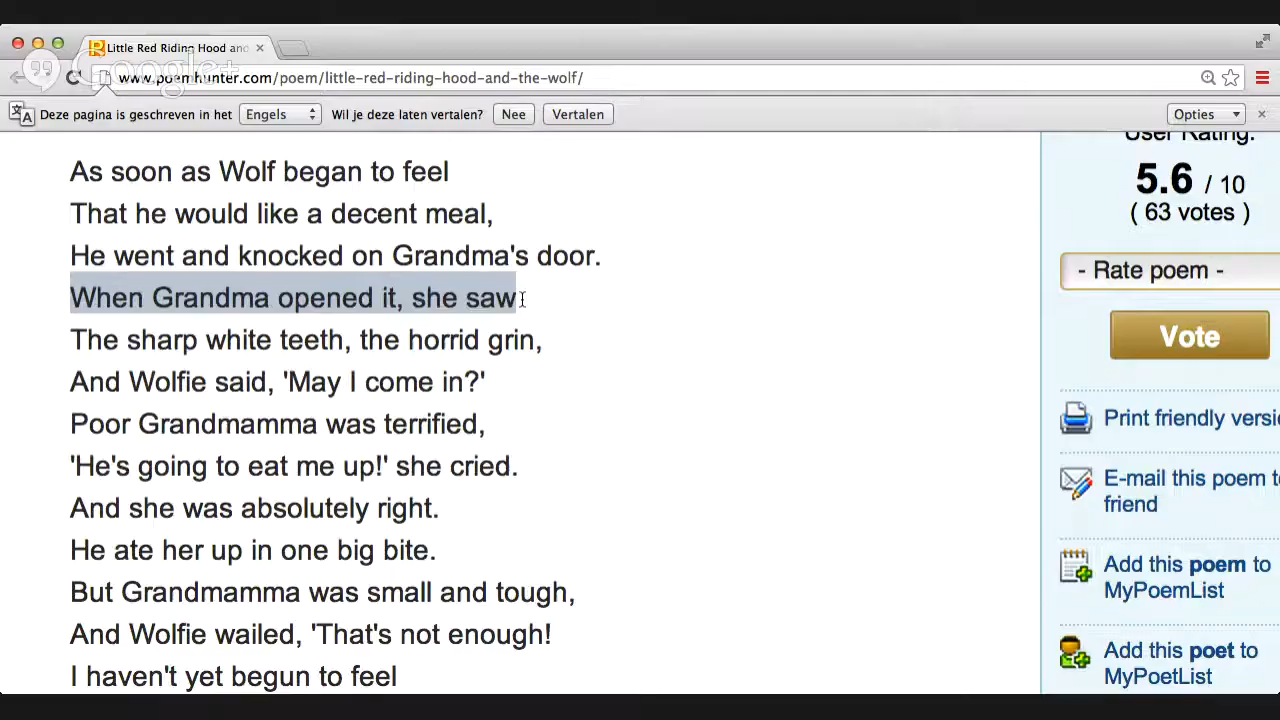 Little Red Riding Hood and
Google+
www.poemhunter.com/poem/little-red-riding-hood-and-the-wolf/
Deze pagina is geschreven in het Engels Wil je deze laten vertalen? Nee Vertalen Opties
As soon as Wolf began to feel
That he would like a decent meal,
He went and knocked on Grandma's door.
When Grandma opened it, she saw
The sharp white teeth, the horrid grin,
And Wolfie said, 'May I come in?'
Poor Grandmamma was terrified,
'He's going to eat me up!' she cried.
And she was absolutely right.
He ate her up in one big bite.
But Grandmamma was small and tough,
And Wolfie wailed, 'That's not enough!
I haven't yet begun to feel
User Rating:
5.6 / 10
( 63 votes )
- Rate poem -
Vote
Print friendly versi
E-mail this poem t
friend
Add this poem to
MyPoemList
Add this poet to
MyPoetList